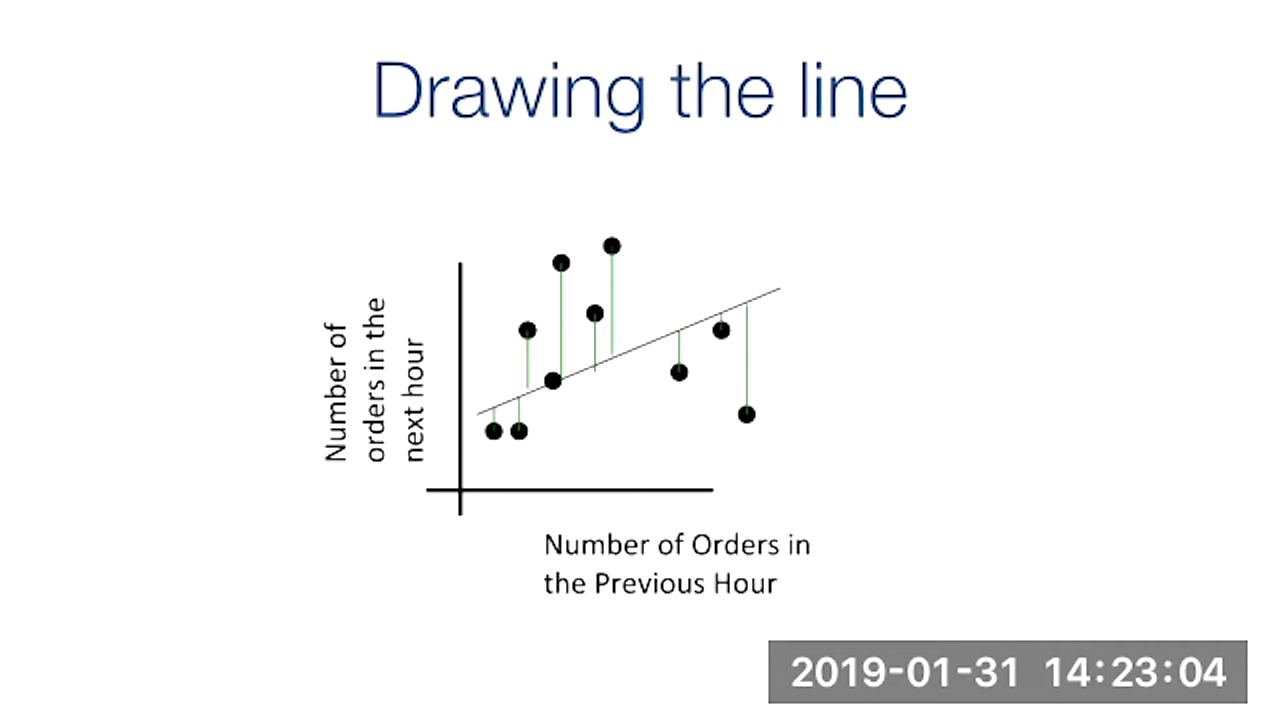 Drawing the line
Number of
orders in the
next hour
Number of Orders in
the Previous Hour
2019-01-31 14:23:04